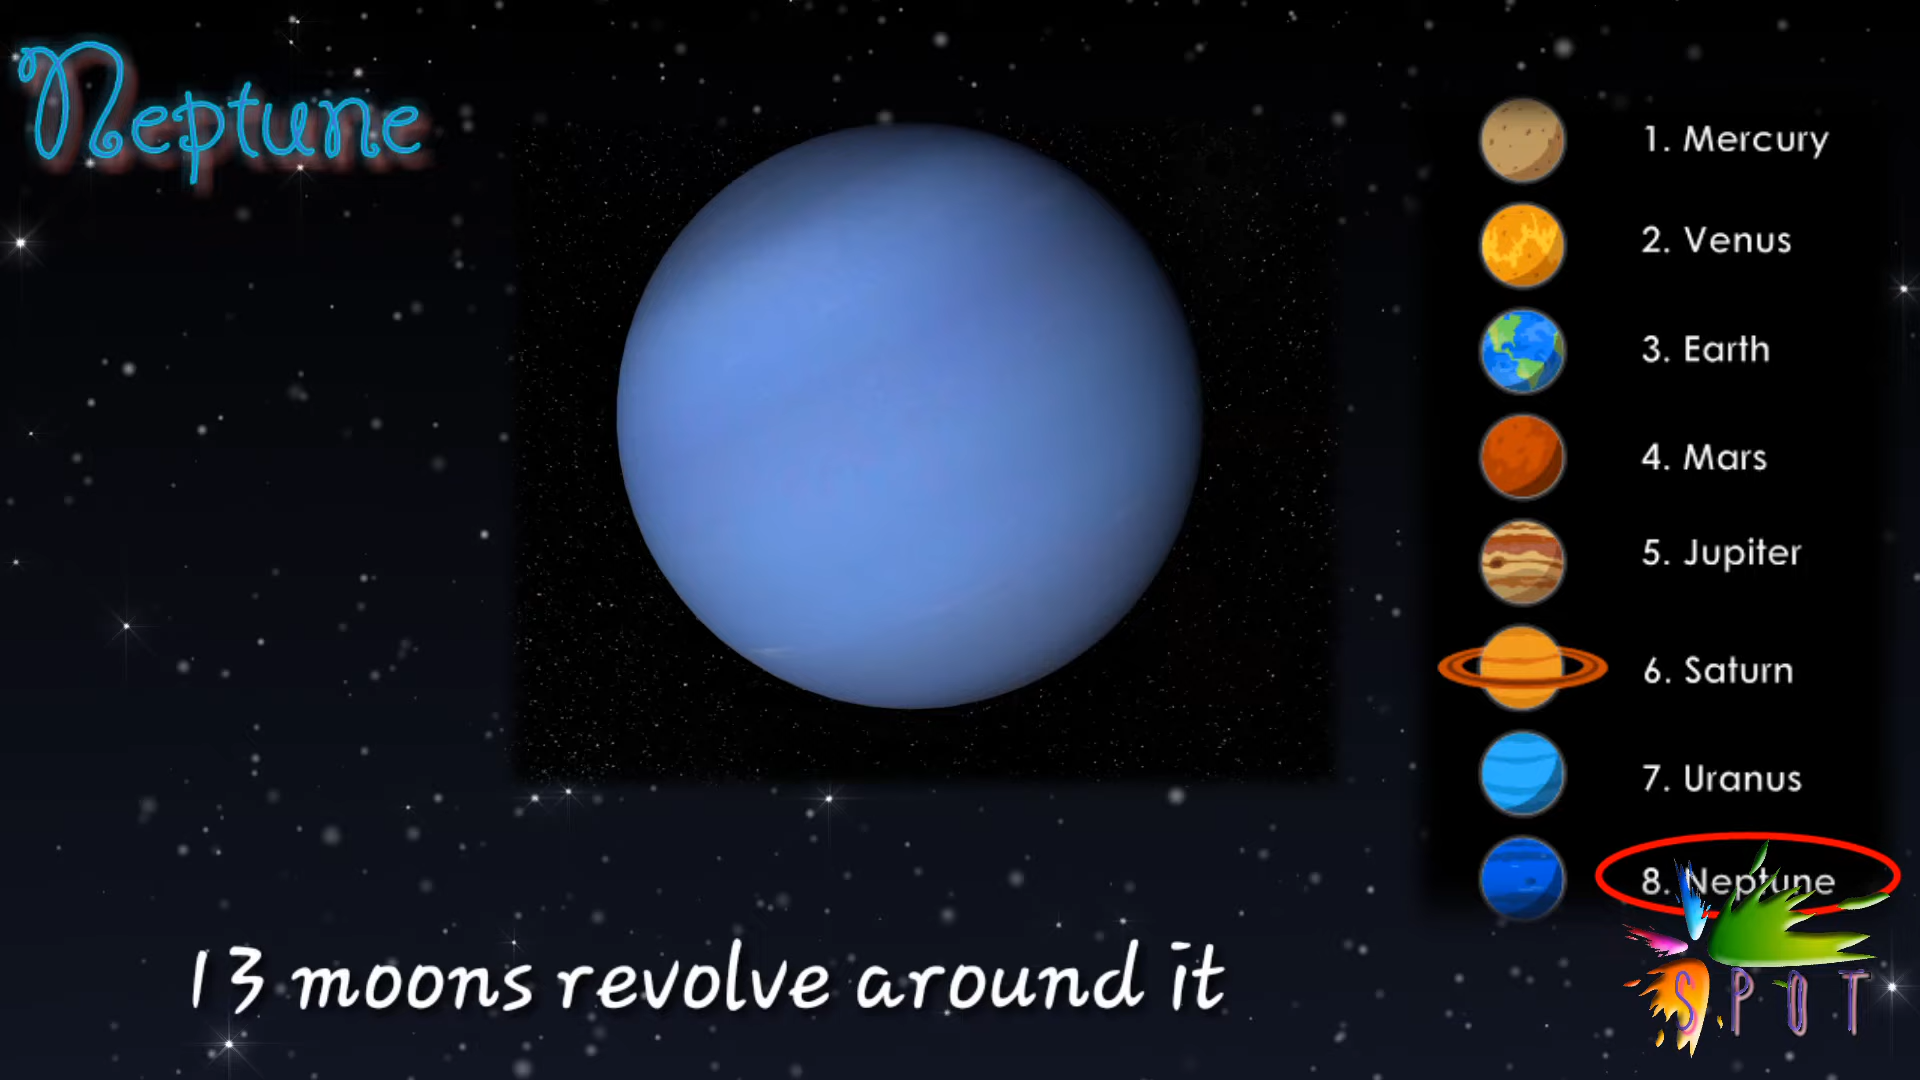 Neptune
1. Mercury
2. Venus
3. Earth
4. Mars
5. Jupiter
6. Saturn
7. Uranus
8. Neptune
13 moons revolve around it
SPOT